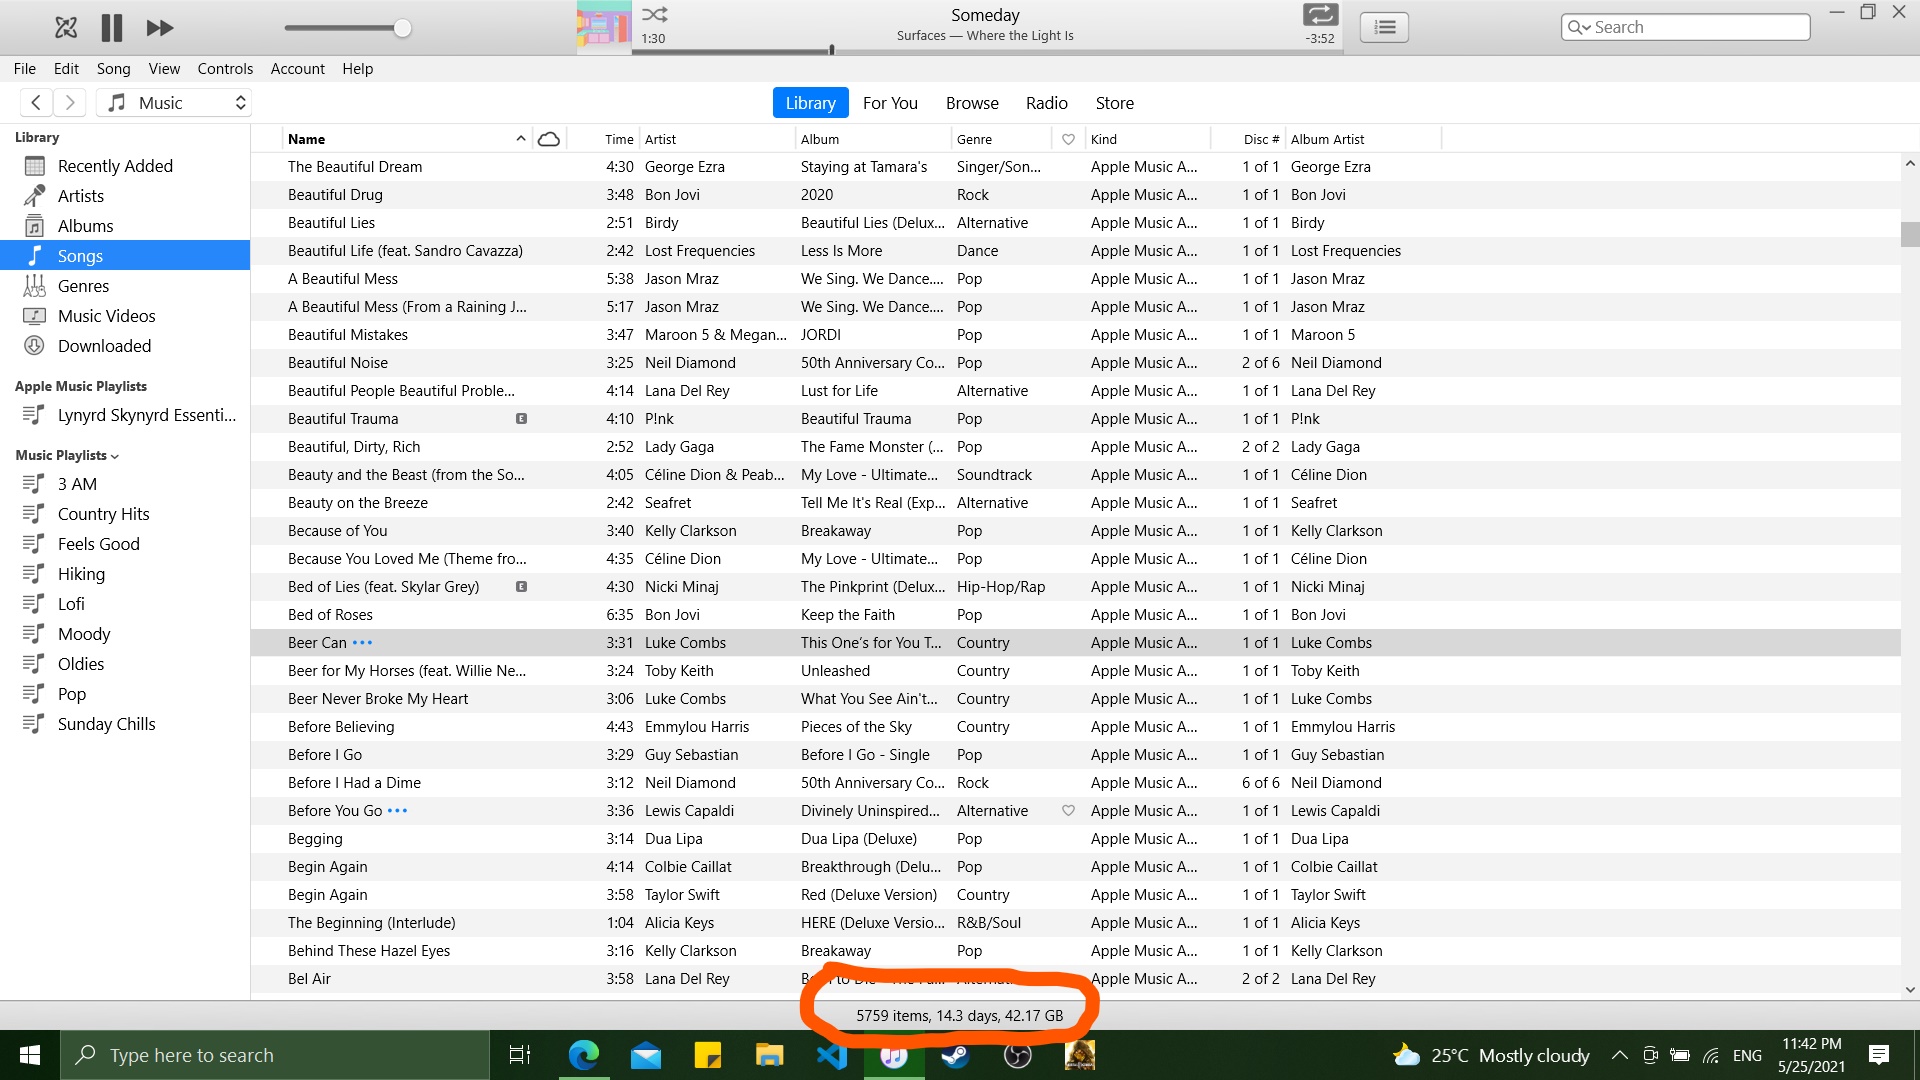 Someday
1:30
Surfaces — Where the Light Is
-3:52
Search
File Edit Song View Controls Account Help
Music
Library For You Browse Radio Store
Library
Recently Added
Artists
Albums
Songs
Genres
Music Videos
Downloaded
Apple Music Playlists
Lynyrd Skynyrd Essenti...
Music Playlists
3 AM
Country Hits
Feels Good
Hiking
Lofi
Moody
Oldies
Pop
Sunday Chills
Name Time Artist Album Genre Kind Disc # Album Artist
The Beautiful Dream 4:30 George Ezra Staying at Tamara's Singer/Son... Apple Music A... 1 of 1 George Ezra
Beautiful Drug 3:48 Bon Jovi 2020 Rock Apple Music A... 1 of 1 Bon Jovi
Beautiful Lies 2:51 Birdy Beautiful Lies (Delux... Alternative Apple Music A... 1 of 1 Birdy
Beautiful Life (feat. Sandro Cavazza) 2:42 Lost Frequencies Less Is More Dance Apple Music A... 1 of 1 Lost Frequencies
A Beautiful Mess 5:38 Jason Mraz We Sing. We Dance.... Pop Apple Music A... 1 of 1 Jason Mraz
A Beautiful Mess (From a Raining J... 5:17 Jason Mraz We Sing. We Dance.... Pop Apple Music A... 1 of 1 Jason Mraz
Beautiful Mistakes 3:47 Maroon 5 & Megan... JORDI Pop Apple Music A... 1 of 1 Maroon 5
Beautiful Noise 3:25 Neil Diamond 50th Anniversary Co... Pop Apple Music A... 2 of 6 Neil Diamond
Beautiful People Beautiful Proble... 4:14 Lana Del Rey Lust for Life Alternative Apple Music A... 1 of 1 Lana Del Rey
Beautiful Trauma E 4:10 P!nk Beautiful Trauma Pop Apple Music A... 1 of 1 P!nk
Beautiful, Dirty, Rich 2:52 Lady Gaga The Fame Monster (... Pop Apple Music A... 2 of 2 Lady Gaga
Beauty and the Beast (from the So... 4:05 Céline Dion & Peab... My Love - Ultimate... Soundtrack Apple Music A... 1 of 1 Céline Dion
Beauty on the Breeze 2:42 Seafret Tell Me It's Real (Exp... Alternative Apple Music A... 1 of 1 Seafret
Because of You 3:40 Kelly Clarkson Breakaway Pop Apple Music A... 1 of 1 Kelly Clarkson
Because You Loved Me (Theme fro... 4:35 Céline Dion My Love - Ultimate... Pop Apple Music A... 1 of 1 Céline Dion
Bed of Lies (feat. Skylar Grey) E 4:30 Nicki Minaj The Pinkprint (Delux... Hip-Hop/Rap Apple Music A... 1 of 1 Nicki Minaj
Bed of Roses 6:35 Bon Jovi Keep the Faith Pop Apple Music A... 1 of 1 Bon Jovi
Beer Can ••• 3:31 Luke Combs This One’s for You T... Country Apple Music A... 1 of 1 Luke Combs
Beer for My Horses (feat. Willie Ne... 3:24 Toby Keith Unleashed Country Apple Music A... 1 of 1 Toby Keith
Beer Never Broke My Heart 3:06 Luke Combs What You See Ain't... Country Apple Music A... 1 of 1 Luke Combs
Before Believing 4:43 Emmylou Harris Pieces of the Sky Country Apple Music A... 1 of 1 Emmylou Harris
Before I Go 3:29 Guy Sebastian Before I Go - Single Pop Apple Music A... 1 of 1 Guy Sebastian
Before I Had a Dime 3:12 Neil Diamond 50th Anniversary Co... Rock Apple Music A... 6 of 6 Neil Diamond
Before You Go ••• 3:36 Lewis Capaldi Divinely Uninspired... Alternative Apple Music A... 1 of 1 Lewis Capaldi
Begging 3:14 Dua Lipa Dua Lipa (Deluxe) Pop Apple Music A... 1 of 1 Dua Lipa
Begin Again 4:14 Colbie Caillat Breakthrough (Delu... Pop Apple Music A... 1 of 1 Colbie Caillat
Begin Again 3:58 Taylor Swift Red (Deluxe Version) Country Apple Music A... 1 of 1 Taylor Swift
The Beginning (Interlude) 1:04 Alicia Keys HERE (Deluxe Versio... R&B/Soul Apple Music A... 1 of 1 Alicia Keys
Behind These Hazel Eyes 3:16 Kelly Clarkson Breakaway Pop Apple Music A... 1 of 1 Kelly Clarkson
Bel Air 3:58 Lana Del Rey Apple Music A... 2 of 2 Lana Del Rey
5759 items, 14.3 days, 42.17 GB
Type here to search
25°C Mostly cloudy ENG
11:42 PM
5/25/2021